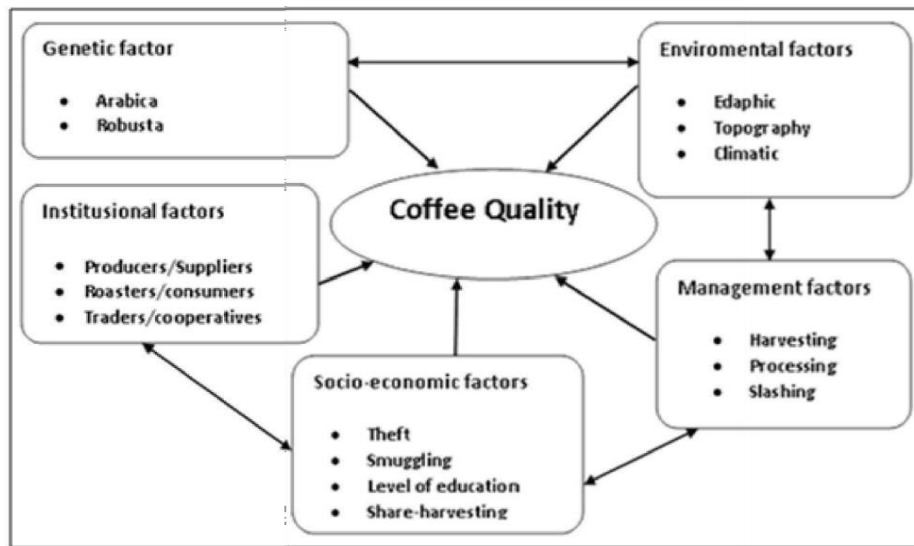 Genetic factor
• Arabica
• Robusta
Enviromental factors
• Edaphic
• Topography
• Climatic
Coffee Quality
Institusional factors
• Producers/Suppliers
• Roasters/consumers
• Traders/cooperatives
Management factors
• Harvesting
• Processing
• Slashing
Socio-economic factors
• Theft
• Smuggling
• Level of education
• Share-harvesting